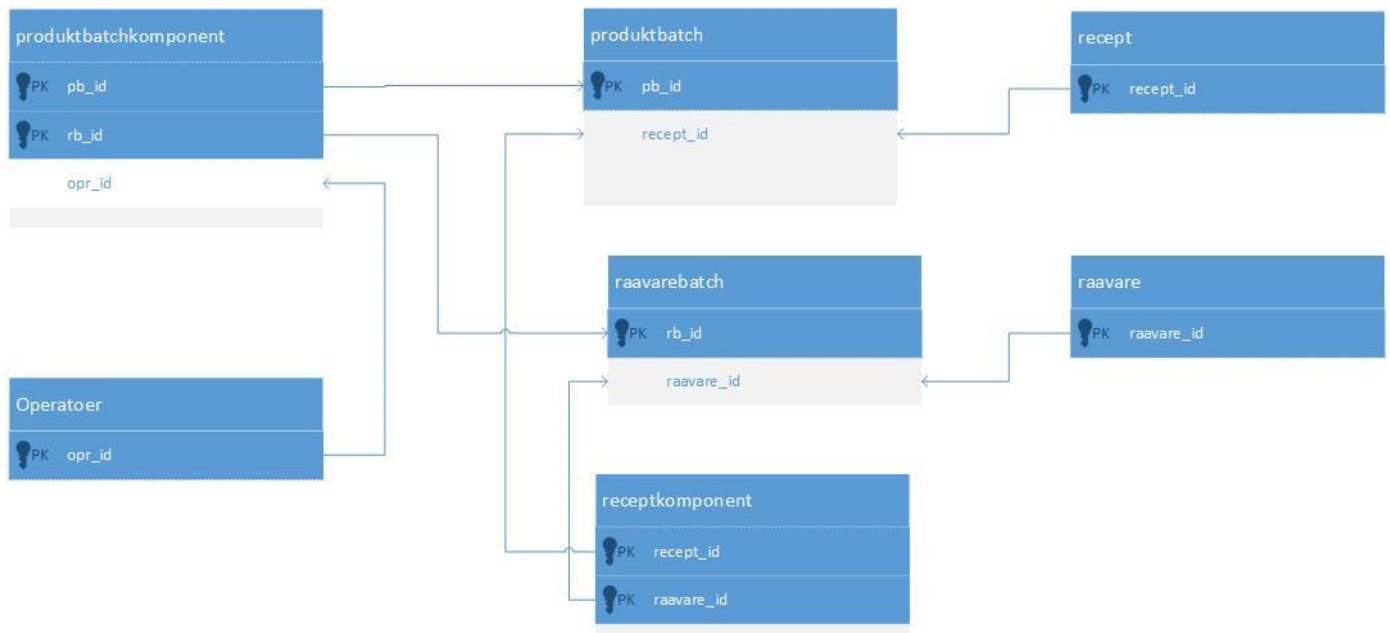 produktbatchkomponent
PK pb_id
PK rb_id
opr_id
produktbatch
PK pb_id
recept_id
recept
PK recept_id
raavarebatch
PK rb_id
raavare_id
raavare
PK raavare_id
Operatoer
PK opr_id
receptkomponent
PK recept_id
PK raavare_id